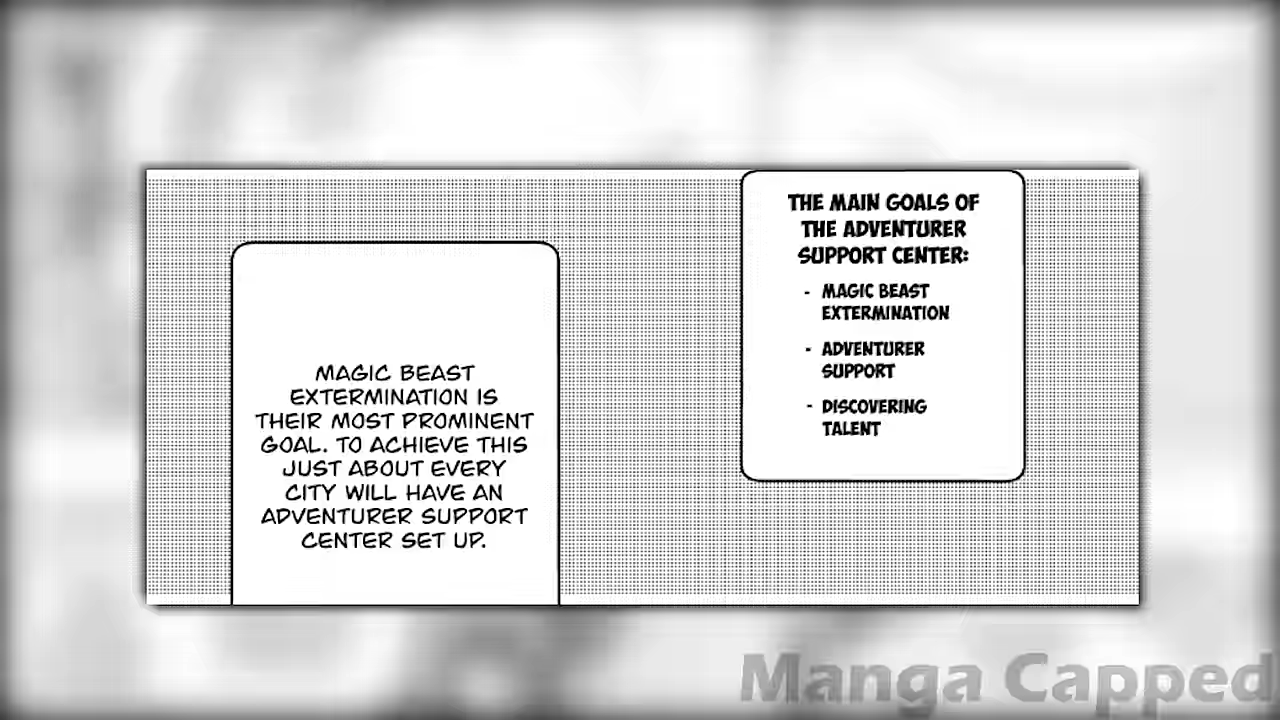 THE MAIN GOALS OF
THE ADVENTURER
SUPPORT CENTER:
- MAGIC BEAST
EXTERMINATION
- ADVENTURER
SUPPORT
- DISCOVERING
TALENT
MAGIC BEAST
EXTERMINATION IS
THEIR MOST PROMINENT
GOAL. TO ACHIEVE THIS
JUST ABOUT EVERY
CITY WILL HAVE AN
ADVENTURER SUPPORT
CENTER SET UP.
Manga Capped